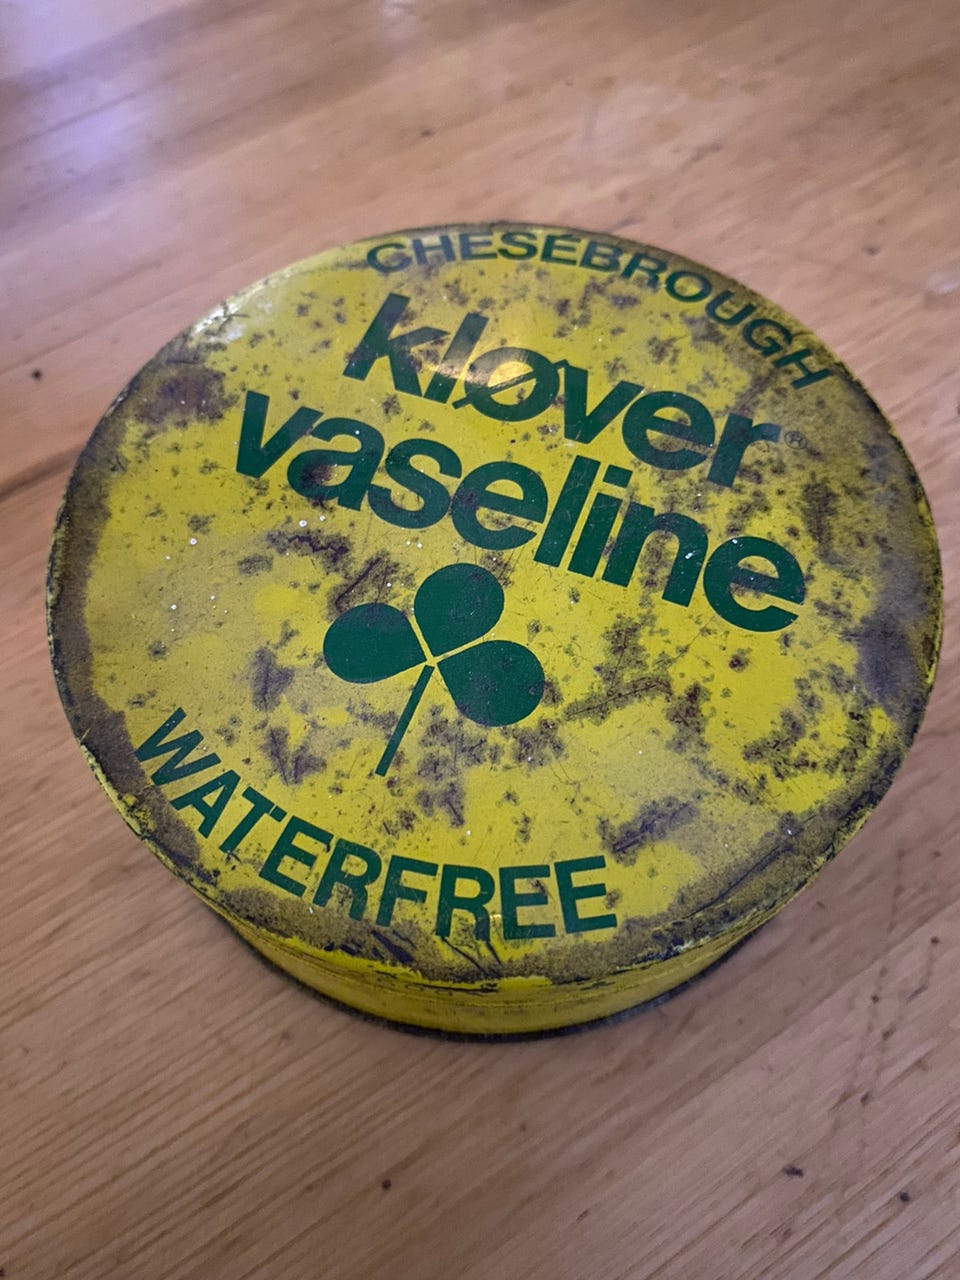 CHESEBROUGH
kløver®
vaseline
WATERFREE